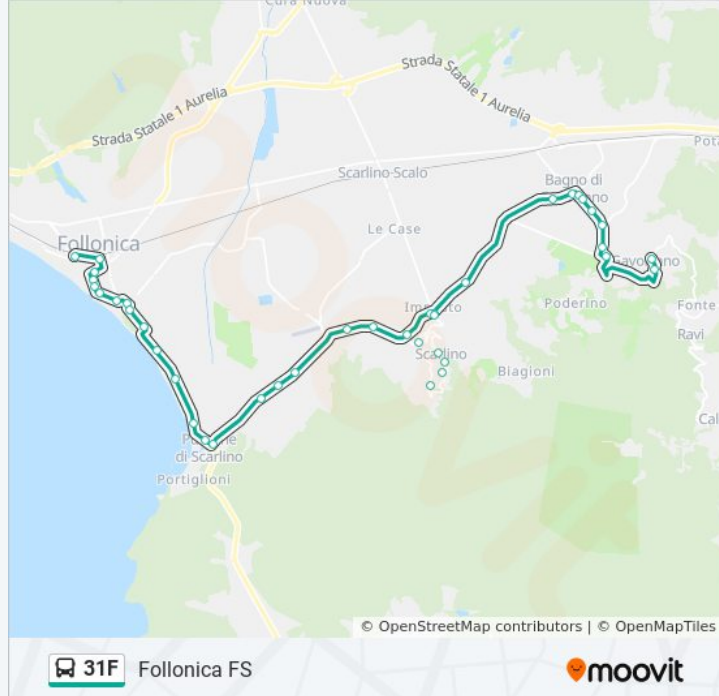 Cura Nuova
Strada Statale 1 Aurelia
Strada Statale 1 Aurelia
Pota
Scarlino Scalo
Bagno di
Follonica
Le Case
Imposto
Poderino
Fonte
Ravi
Scarlino
Biagioni
Cal
di Scarlino
Portiglioni
© OpenStreetMap contributors | © OpenMapTiles
31F Follonica FS
moovit